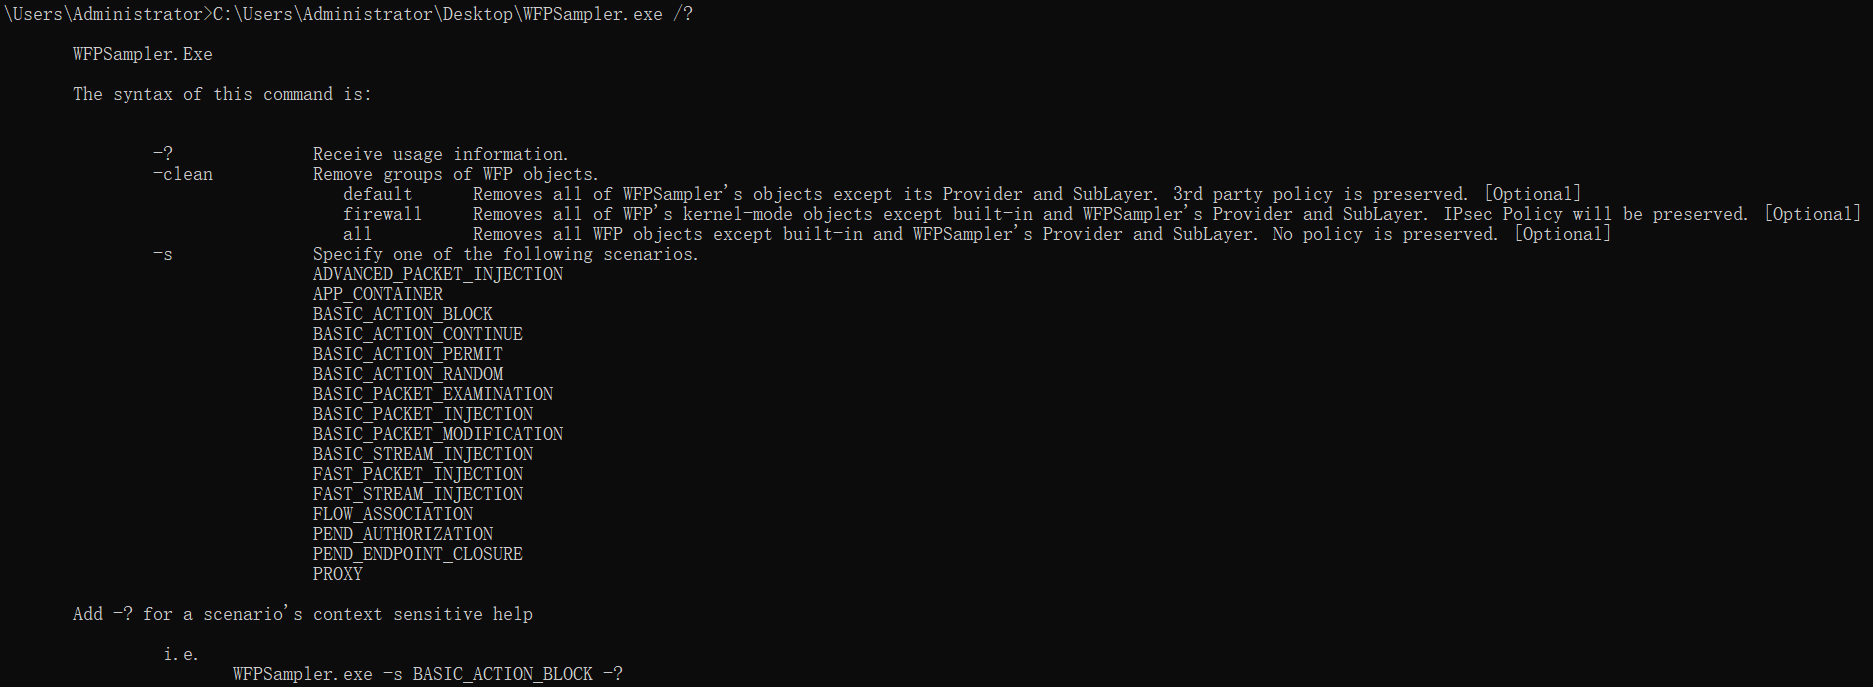 \Users\Administrator>C:\Users\Administrator\Desktop\WFPSampler.exe /?
WFPSampler.Exe
The syntax of this command is:
-? Receive usage information.
-clean Remove groups of WFP objects.
default Removes all of WFPSampler's objects except its Provider and SubLayer. 3rd party policy is preserved. [Optional]
firewall Removes all of WFP's kernel-mode objects except built-in and WFPSampler's Provider and SubLayer. IPsec Policy will be preserved. [Optional]
all Removes all WFP objects except built-in and WFPSampler's Provider and SubLayer. No policy is preserved. [Optional]
-s Specify one of the following scenarios.
ADVANCED_PACKET_INJECTION
APP_CONTAINER
BASIC_ACTION_BLOCK
BASIC_ACTION_CONTINUE
BASIC_ACTION_PERMIT
BASIC_ACTION_RANDOM
BASIC_PACKET_EXAMINATION
BASIC_PACKET_INJECTION
BASIC_PACKET_MODIFICATION
BASIC_STREAM_INJECTION
FAST_PACKET_INJECTION
FAST_STREAM_INJECTION
FLOW_ASSOCIATION
PEND_AUTHORIZATION
PEND_ENDPOINT_CLOSURE
PROXY
Add -? for a scenario's context sensitive help
i.e.
WFPSampler.exe -s BASIC_ACTION_BLOCK -?